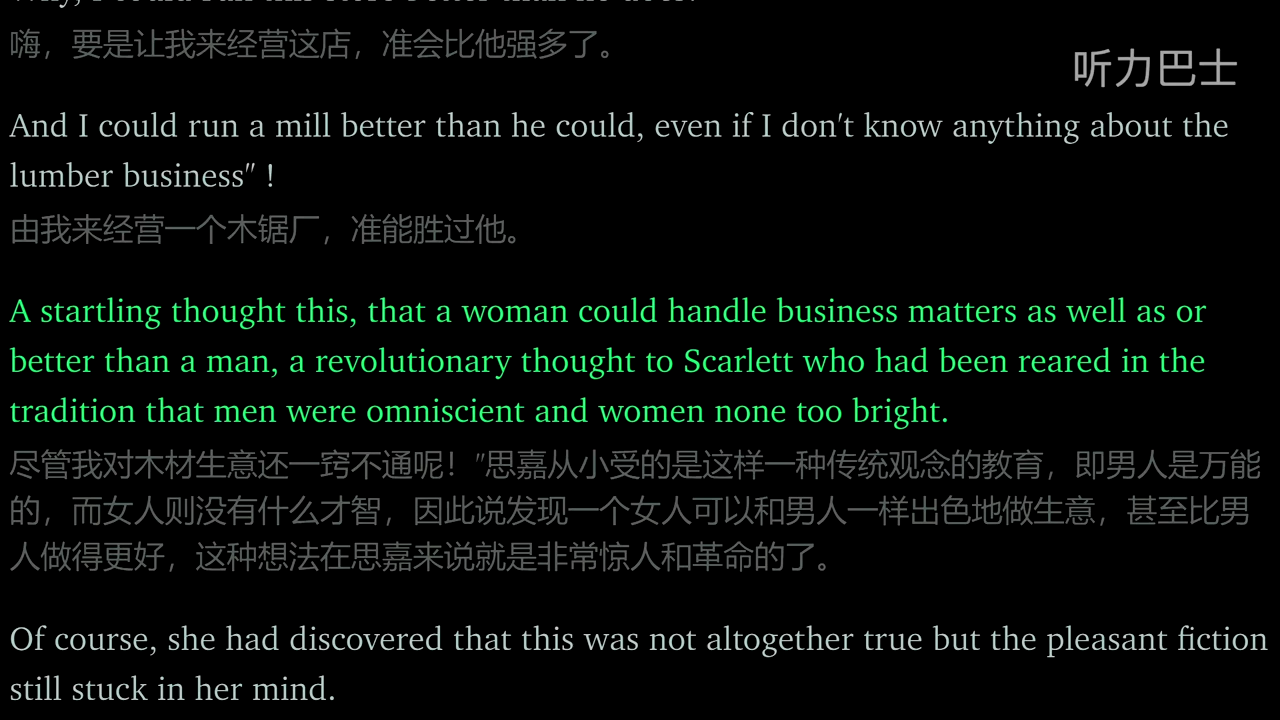 嗨，要是让我来经营这店，准会比他强多了。
听力巴士
And I could run a mill better than he could, even if I don't know anything about the
lumber business" !
由我来经营一个木锯厂，准能胜过他。
A startling thought this, that a woman could handle business matters as well as or
better than a man, a revolutionary thought to Scarlett who had been reared in the
tradition that men were omniscient and women none too bright.
尽管我对木材生意还一窍不通呢！"思嘉从小受的是这样一种传统观念的教育，即男人是万能
的，而女人则没有什么才智，因此说发现一个女人可以和男人一样出色地做生意，甚至比男
人做得更好，这种想法在思嘉来说就是非常惊人和革命的了。
Of course, she had discovered that this was not altogether true but the pleasant fiction
still stuck in her mind.